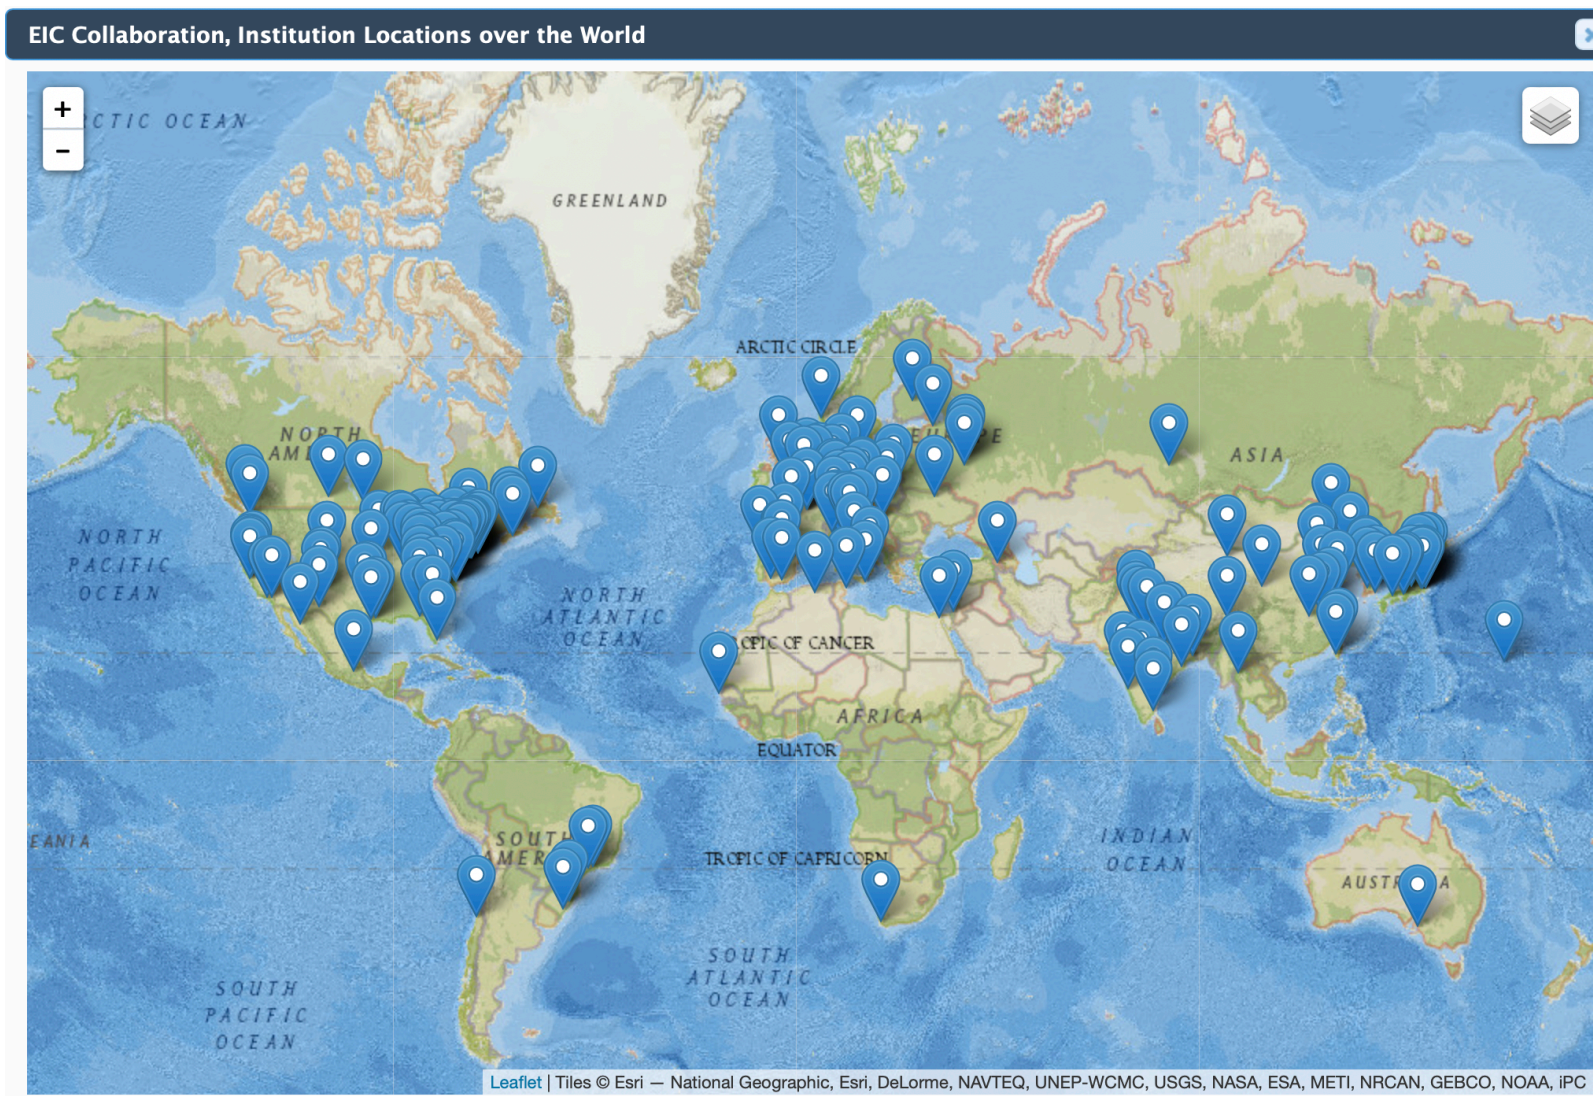 EIC Collaboration, Institution Locations over the World
+
−
CTIC OCEAN
GREENLAND
ARCTIC CIRCLE
NORTH
AM
EUROPE
ASIA
NORTH
PACIFIC
OCEAN
NORTH
ATLANTIC
OCEAN
OPIC OF CANCER
AFRICA
EQUATOR
EANIA
SOUTH
AMER
TROPIC OF CAPRICORN
INDIAN
OCEAN
AUSTR A
SOUTH
ATLANTIC
OCEAN
SOUTH
PACIFIC
OCEAN
Leaflet | Tiles © Esri — National Geographic, Esri, DeLorme, NAVTEQ, UNEP-WCMC, USGS, NASA, ESA, METI, NRCAN, GEBCO, NOAA, iPC